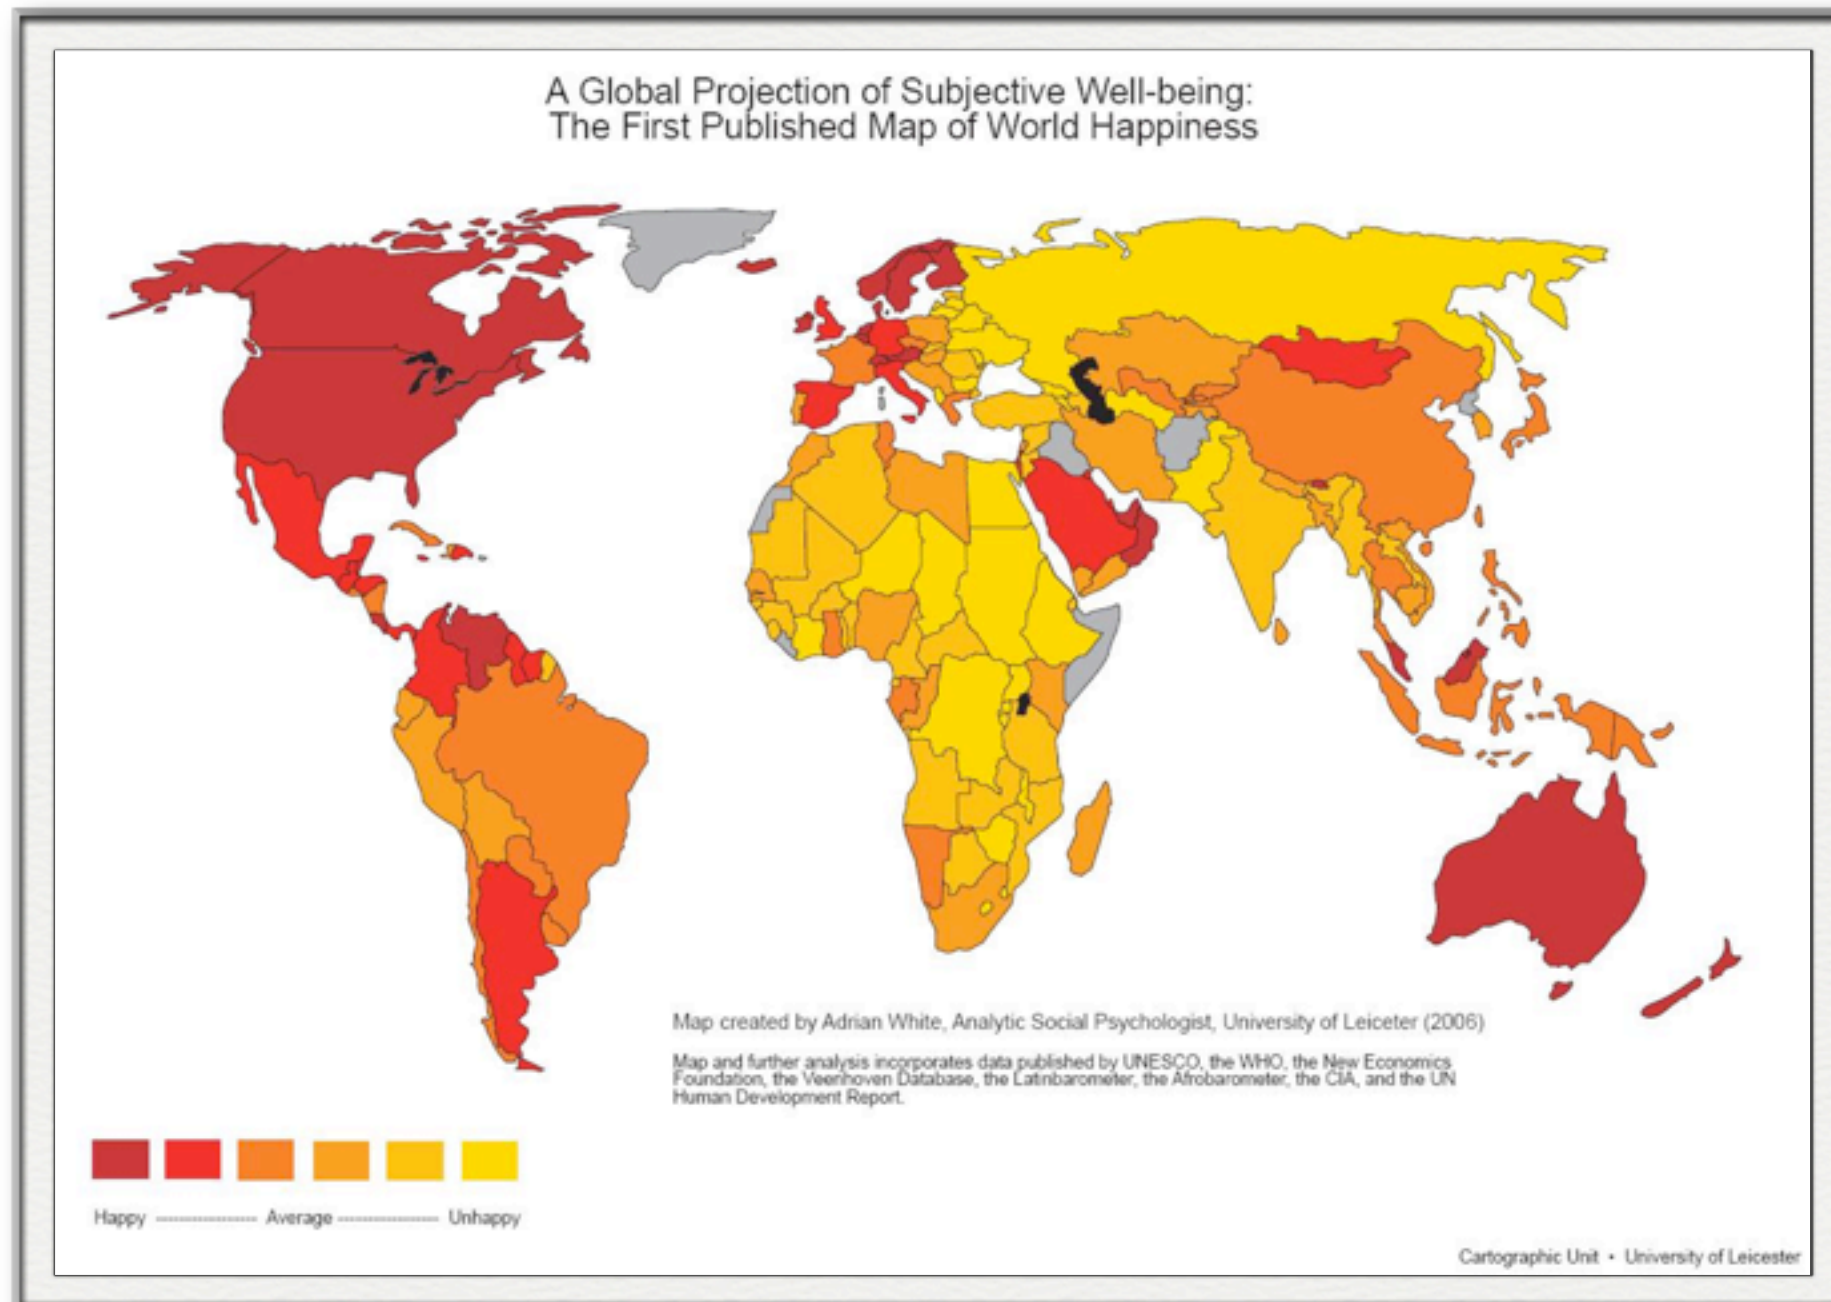 A Global Projection of Subjective Well-being:
The First Published Map of World Happiness
Map created by Adrian White, Analytic Social Psychologist, University of Leiceter (2006)
Map and further analysis incorporates data published by UNESCO, the WHO, the New Economics
Foundation, the Veenhoven Database, the Latinbarometer, the Afrobarometer, the CIA, and the UN
Human Development Report.
Happy ------------------ Average ------------------ Unhappy
Cartographic Unit • University of Leicester